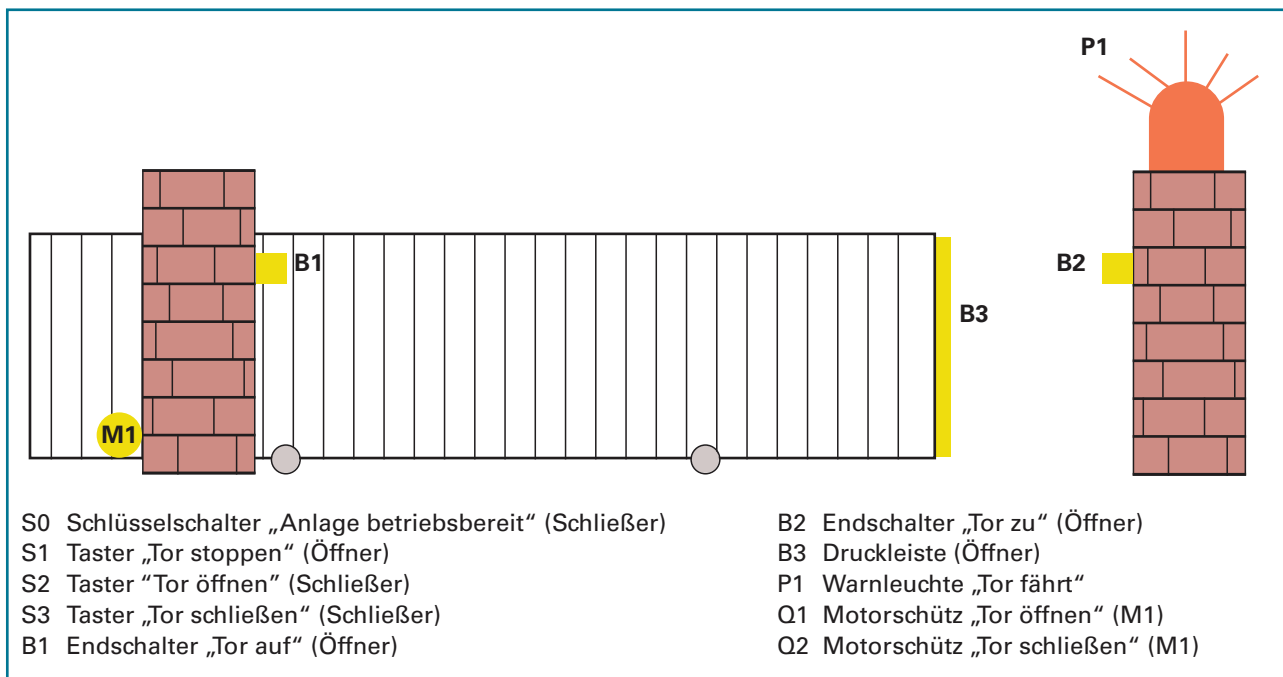 P1
B1
B2
B3
M1
S0 Schlüsselschalter „Anlage betriebsbereit“ (Schließer)
S1 Taster „Tor stoppen“ (Öffner)
S2 Taster “Tor öffnen” (Schließer)
S3 Taster „Tor schließen“ (Schließer)
B1 Endschalter „Tor auf“ (Öffner)
B2 Endschalter „Tor zu“ (Öffner)
B3 Druckleiste (Öffner)
P1 Warnleuchte „Tor fährt“
Q1 Motorschütz „Tor öffnen“ (M1)
Q2 Motorschütz „Tor schließen“ (M1)